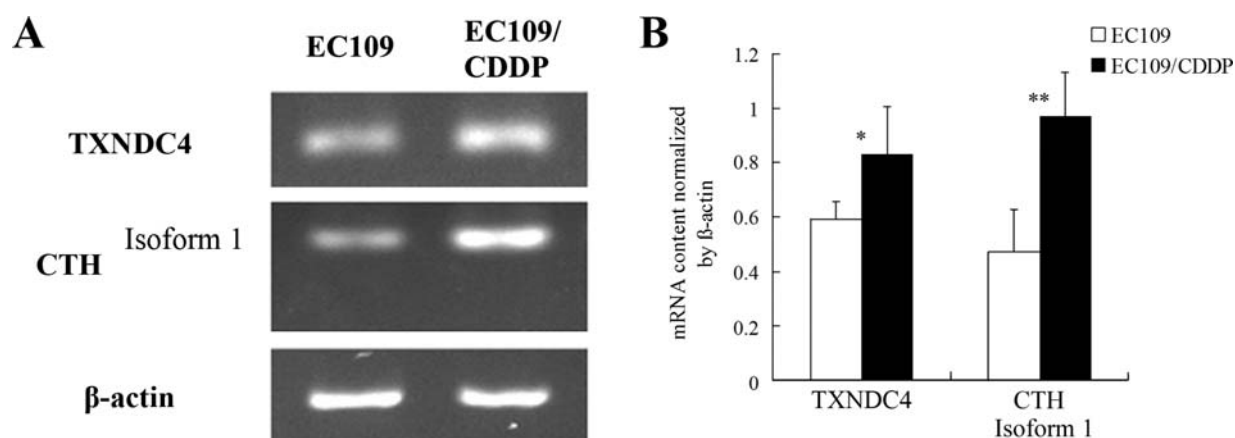 A
EC109
EC109/
CDDP
TXNDC4
Isoform 1
CTH
β-actin
B
EC109
EC109/CDDP
mRNA content normalized
by ß-actin
1.2
1
0.8
0.6
0.4
0.2
0
*
**
TXNDC4
CTH
Isoform 1